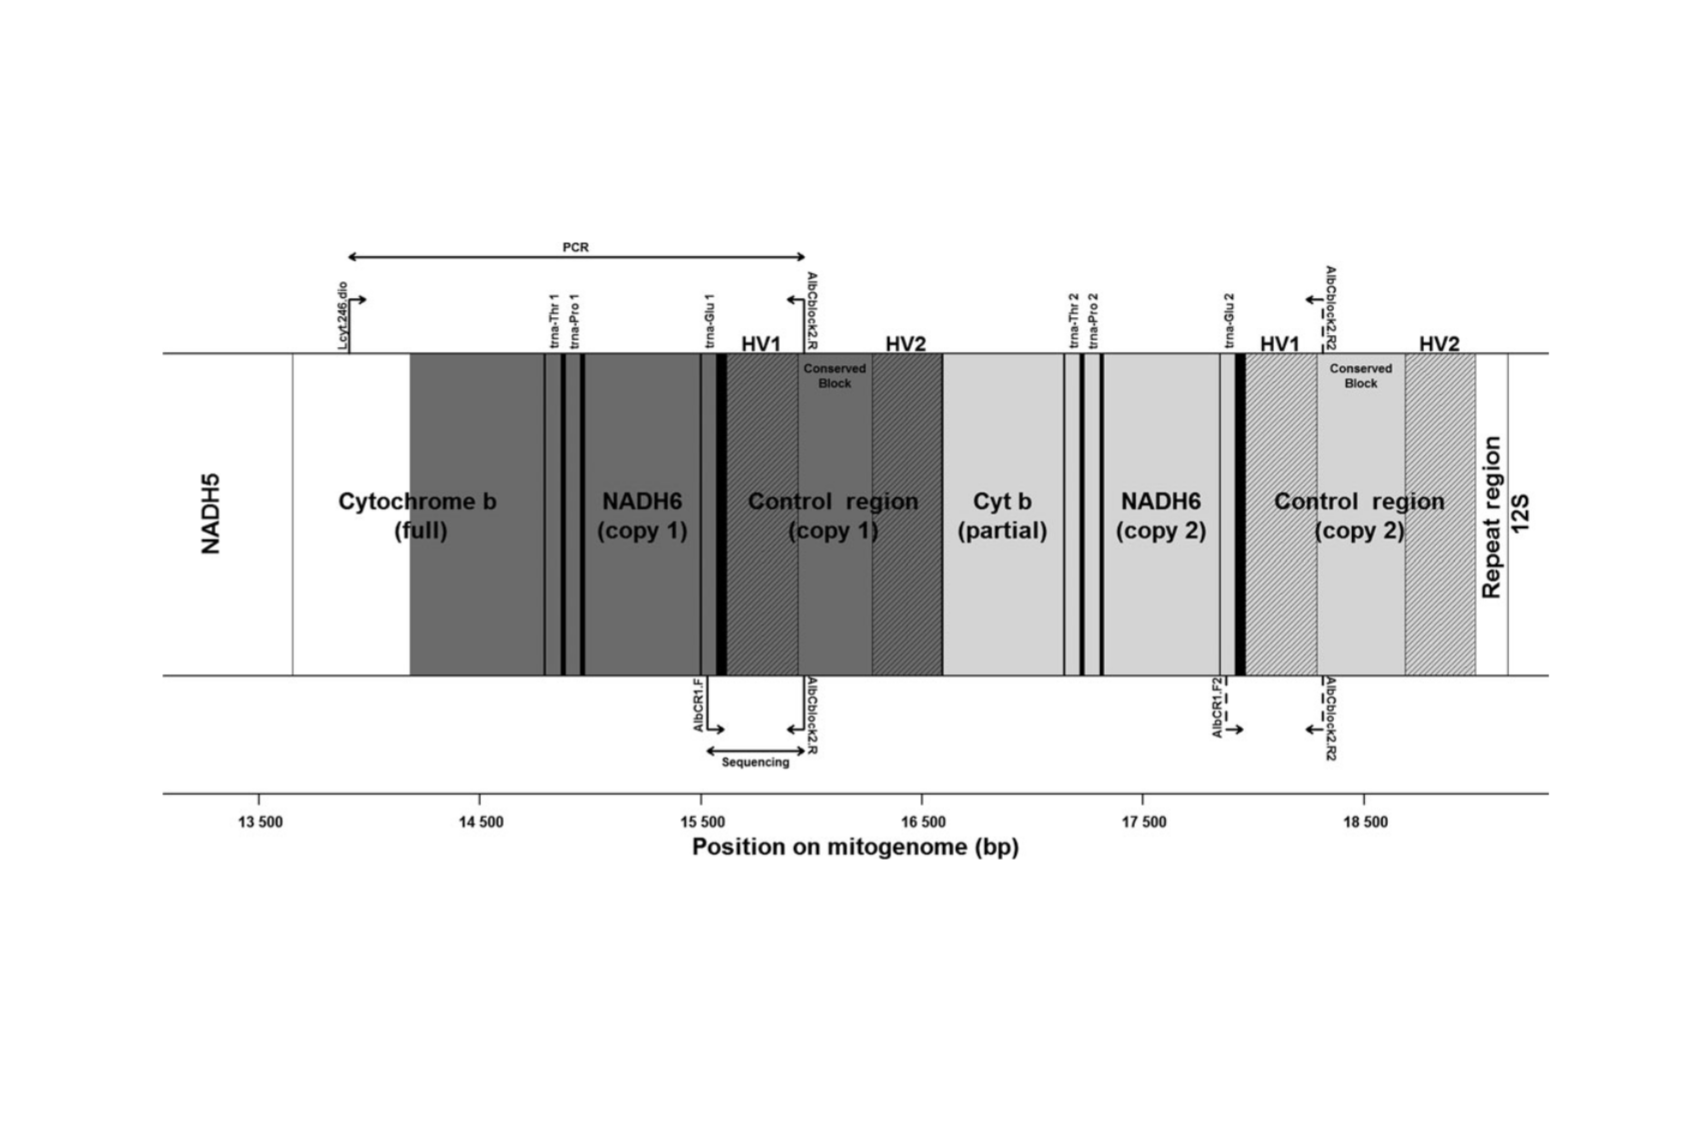 PCR
Lcyt.246.dio
trna-Thr 1
trna-Pro 1
trna-Glu 1
HV1
AlbCblock2.R
HV2
trna-Thr 2
trna-Pro 2
trna-Glu 2
HV1
AlbCblock2.R2
HV2
Conserved
Block
Conserved
Block
NADH5
Cytochrome b
(full)
NADH6
(copy 1)
Control region
(copy 1)
Cyt b
(partial)
NADH6
(copy 2)
Control region
(copy 2)
Repeat region
12S
AlbCR1.F
AlbCblock2.R
AlbCR1.F2
AlbCblock2.R2
Sequencing
13 500
14 500
15 500
16 500
17 500
18 500
Position on mitogenome (bp)